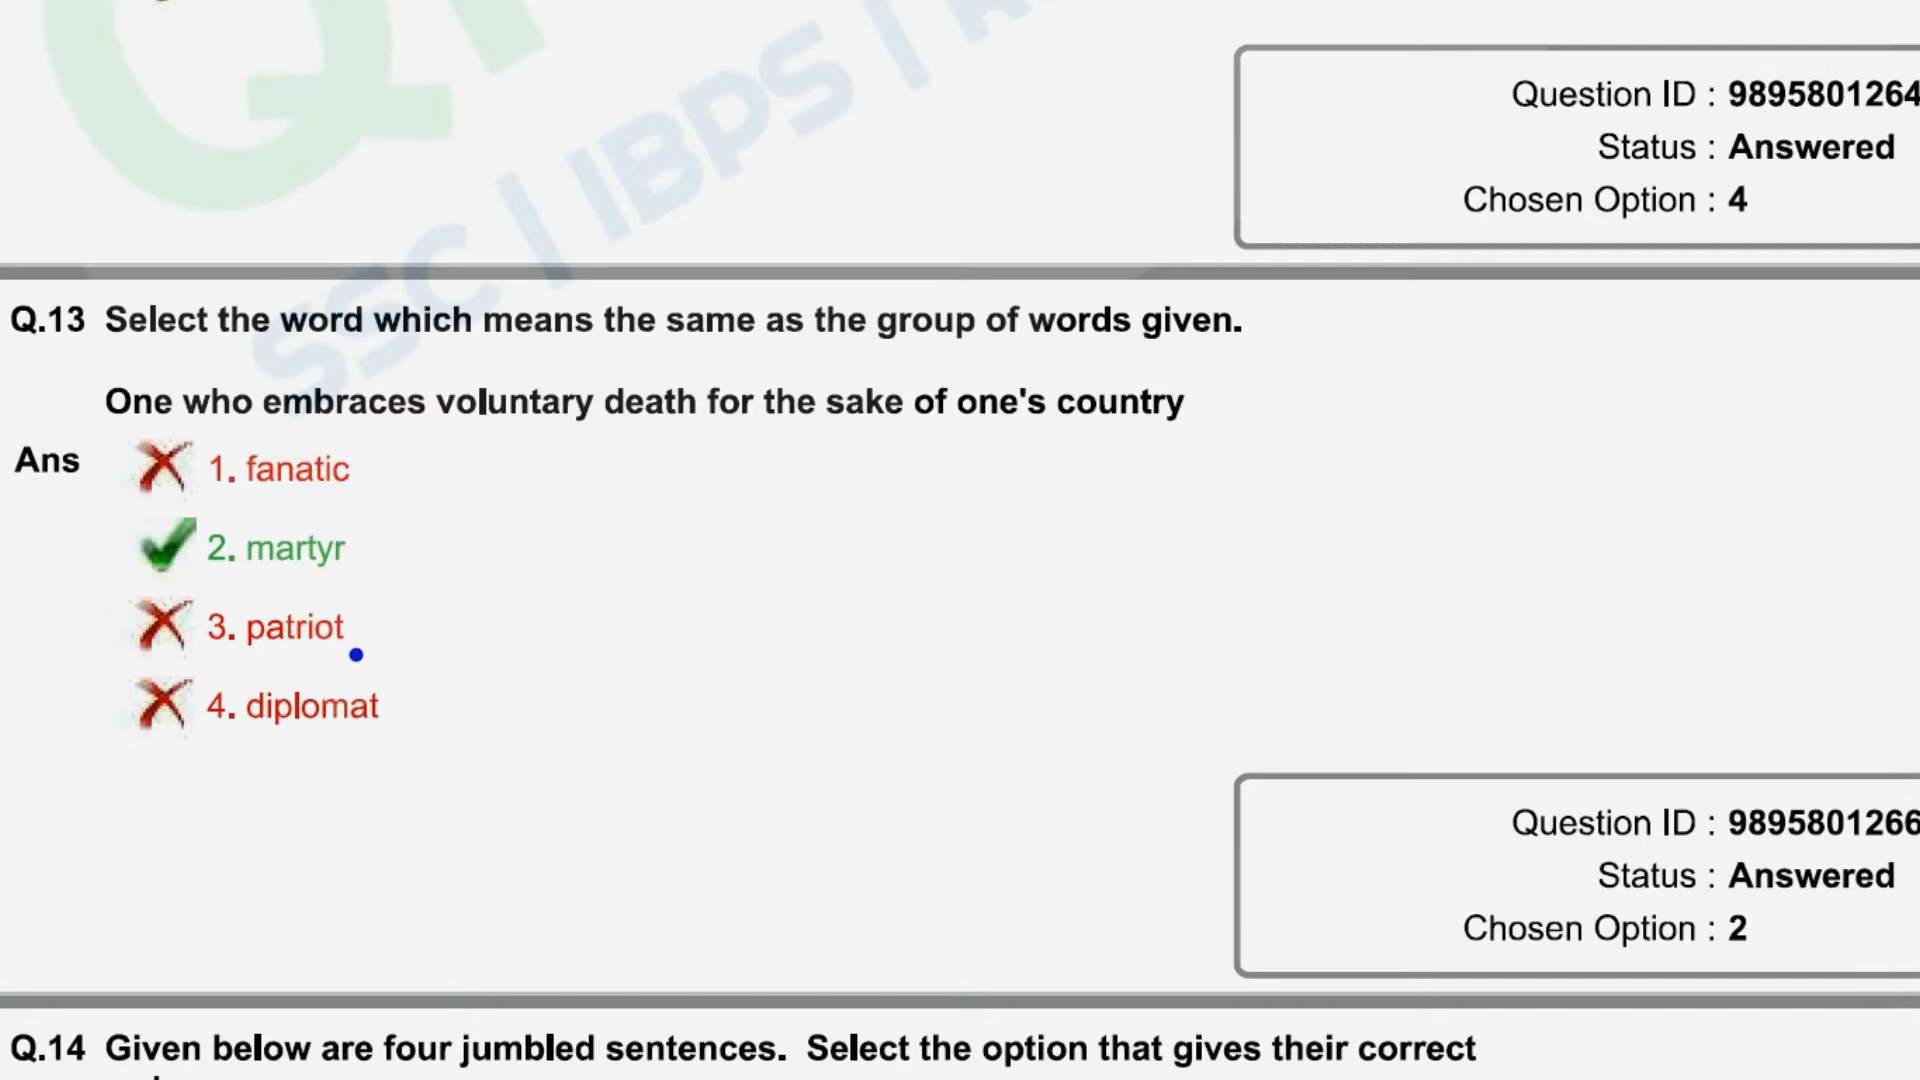 SSC | IBPS |
Question ID : 9895801264
Status : Answered
Chosen Option : 4
Q.13 Select the word which means the same as the group of words given.
One who embraces voluntary death for the sake of one's country
Ans
1. fanatic
2. martyr
3. patriot
4. diplomat
Question ID : 9895801266
Status : Answered
Chosen Option : 2
Q.14 Given below are four jumbled sentences. Select the option that gives their correct